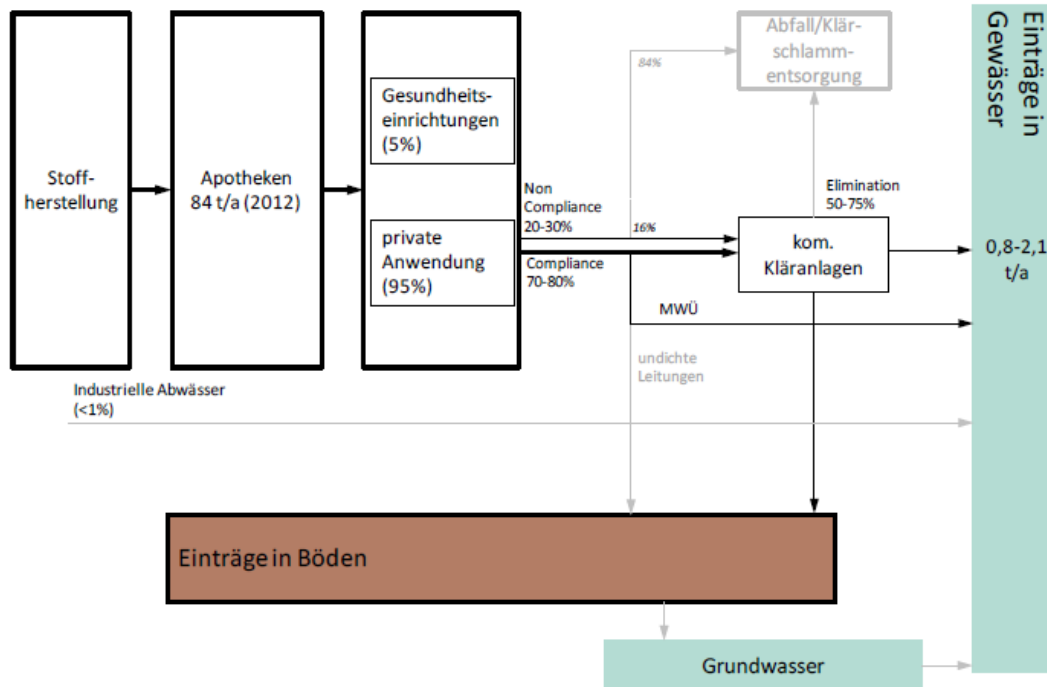 Stoff-
herstellung
Apotheken
84 t/a (2012)
Gesundheits-
einrichtungen
(5%)
private
Anwendung
(95%)
Non
Compliance
20-30%
Compliance
70-80%
84%
16%
Abfall/Klär-
schlamm-
entsorgung
Elimination
50-75%
kom.
Kläranlagen
MWÜ
undichte
Leitungen
Industrielle Abwässer
(<1%)
Einträge in
Gewässer
0,8-2,1
t/a
Einträge in Böden
Grundwasser